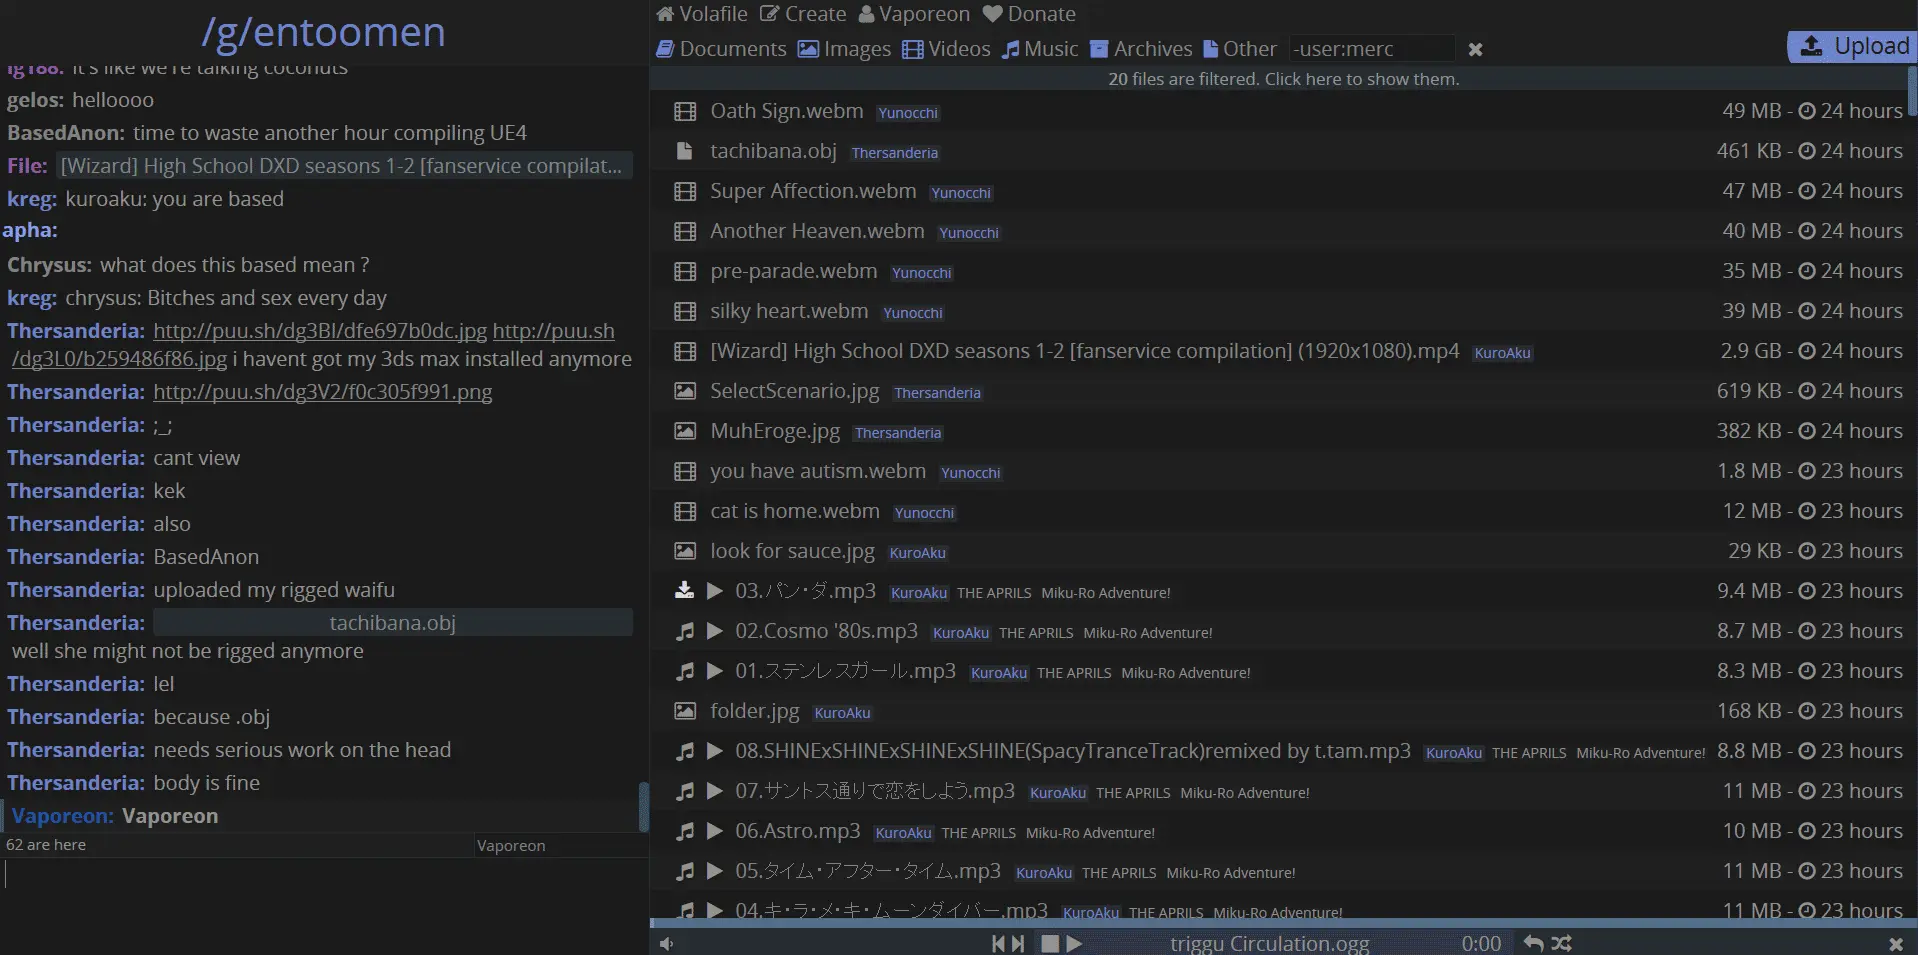 /g/entoomen
lg188: it's like we're talking coconuts
gelos: helloooo
BasedAnon: time to waste another hour compiling UE4
File: [Wizard] High School DXD seasons 1-2 [fanservice compilat...
kreg: kuroaku: you are based
apha:
Chrysus: what does this based mean ?
kreg: chrysus: Bitches and sex every day
Thersanderia: http://puu.sh/dg3BI/dfe697b0dc.jpg http://puu.sh
/dg3L0/b259486f86.jpg i havent got my 3ds max installed anymore
Thersanderia: http://puu.sh/dg3V2/f0c305f991.png
Thersanderia: ;_;
Thersanderia: cant view
Thersanderia: kek
Thersanderia: also
Thersanderia: BasedAnon
Thersanderia: uploaded my rigged waifu
Thersanderia: tachibana.obj
well she might not be rigged anymore
Thersanderia: lel
Thersanderia: because .obj
Thersanderia: needs serious work on the head
Thersanderia: body is fine
Vaporeon: Vaporeon
62 are here Vaporeon
Volafile Create Vaporeon Donate
Documents Images Videos Music Archives Other -user:merc Upload
20 files are filtered. Click here to show them.
Oath Sign.webm Yunocchi 49 MB - 24 hours
tachibana.obj Thersanderia 461 KB - 24 hours
Super Affection.webm Yunocchi 47 MB - 24 hours
Another Heaven.webm Yunocchi 40 MB - 24 hours
pre-parade.webm Yunocchi 35 MB - 24 hours
silky heart.webm Yunocchi 39 MB - 24 hours
[Wizard] High School DXD seasons 1-2 [fanservice compilation] (1920x1080).mp4 KuroAku 2.9 GB - 24 hours
SelectScenario.jpg Thersanderia 619 KB - 24 hours
MuhEroge.jpg Thersanderia 382 KB - 24 hours
you have autism.webm Yunocchi 1.8 MB - 23 hours
cat is home.webm Yunocchi 12 MB - 23 hours
look for sauce.jpg KuroAku 29 KB - 23 hours
03.パン・ダ.mp3 KuroAku THE APRILS Miku-Ro Adventure! 9.4 MB - 23 hours
02.Cosmo '80s.mp3 KuroAku THE APRILS Miku-Ro Adventure! 8.7 MB - 23 hours
01.ステンレスガール.mp3 KuroAku THE APRILS Miku-Ro Adventure! 8.3 MB - 23 hours
folder.jpg KuroAku 168 KB - 23 hours
08.SHINExSHINExSHINExSHINE(SpacyTranceTrack)remixed by t.tam.mp3 KuroAku THE APRILS Miku-Ro Adventure! 8.8 MB - 23 hours
07.サントス通りで恋をしよう.mp3 KuroAku THE APRILS Miku-Ro Adventure! 11 MB - 23 hours
06.Astro.mp3 KuroAku THE APRILS Miku-Ro Adventure! 10 MB - 23 hours
05.タイム・アフター・タイム.mp3 KuroAku THE APRILS Miku-Ro Adventure! 11 MB - 23 hours
04.キ・ラ・メ・キ・ムーンダイバー.mp3 KuroAku THE APRILS Miku-Ro Adventure! 11 MB - 23 hours
triggu Circulation.ogg 0:00